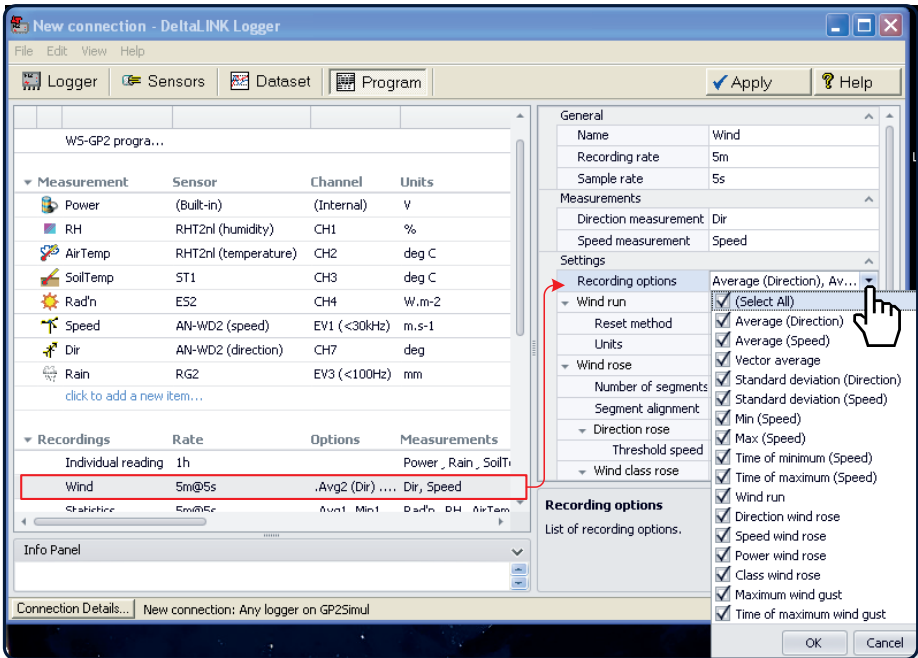 New connection - DeltaLINK Logger
File Edit View Help
Logger Sensors Dataset Program Apply Help
WS-GP2 progra...
Measurement Sensor Channel Units
Power (Built-in) (Internal) V
RH RHT2nl (humidity) CH1 %
AirTemp RHT2nl (temperature) CH2 deg C
SoilTemp ST1 CH3 deg C
Rad'n ES2 CH4 W.m-2
Speed AN-WD2 (speed) EV1 (<30kHz) m.s-1
Dir AN-WD2 (direction) CH7 deg
Rain RG2 EV3 (<100Hz) mm
click to add a new item...
Recordings Rate Options Measurements
Individual reading 1h Power , Rain , SoilT
Wind 5m@5s .Avg2 (Dir) .... Dir, Speed
Statistics 5m@5s .Avg1 Min1 Rad'n RH AirTem
Info Panel
Connection Details... New connection: Any logger on GP2Simul
General
Name Wind
Recording rate 5m
Sample rate 5s
Measurements
Direction measurement Dir
Speed measurement Speed
Settings
Recording options Average (Direction), Av...
Wind run
Reset method
Units
Wind rose
Number of segments
Segment alignment
Direction rose
Threshold speed
Wind class rose
Recording options
List of recording options.
(Select All)
Average (Direction)
Average (Speed)
Vector average
Standard deviation (Direction)
Standard deviation (Speed)
Min (Speed)
Max (Speed)
Time of minimum (Speed)
Time of maximum (Speed)
Wind run
Direction wind rose
Speed wind rose
Power wind rose
Class wind rose
Maximum wind gust
Time of maximum wind gust
OK Cancel